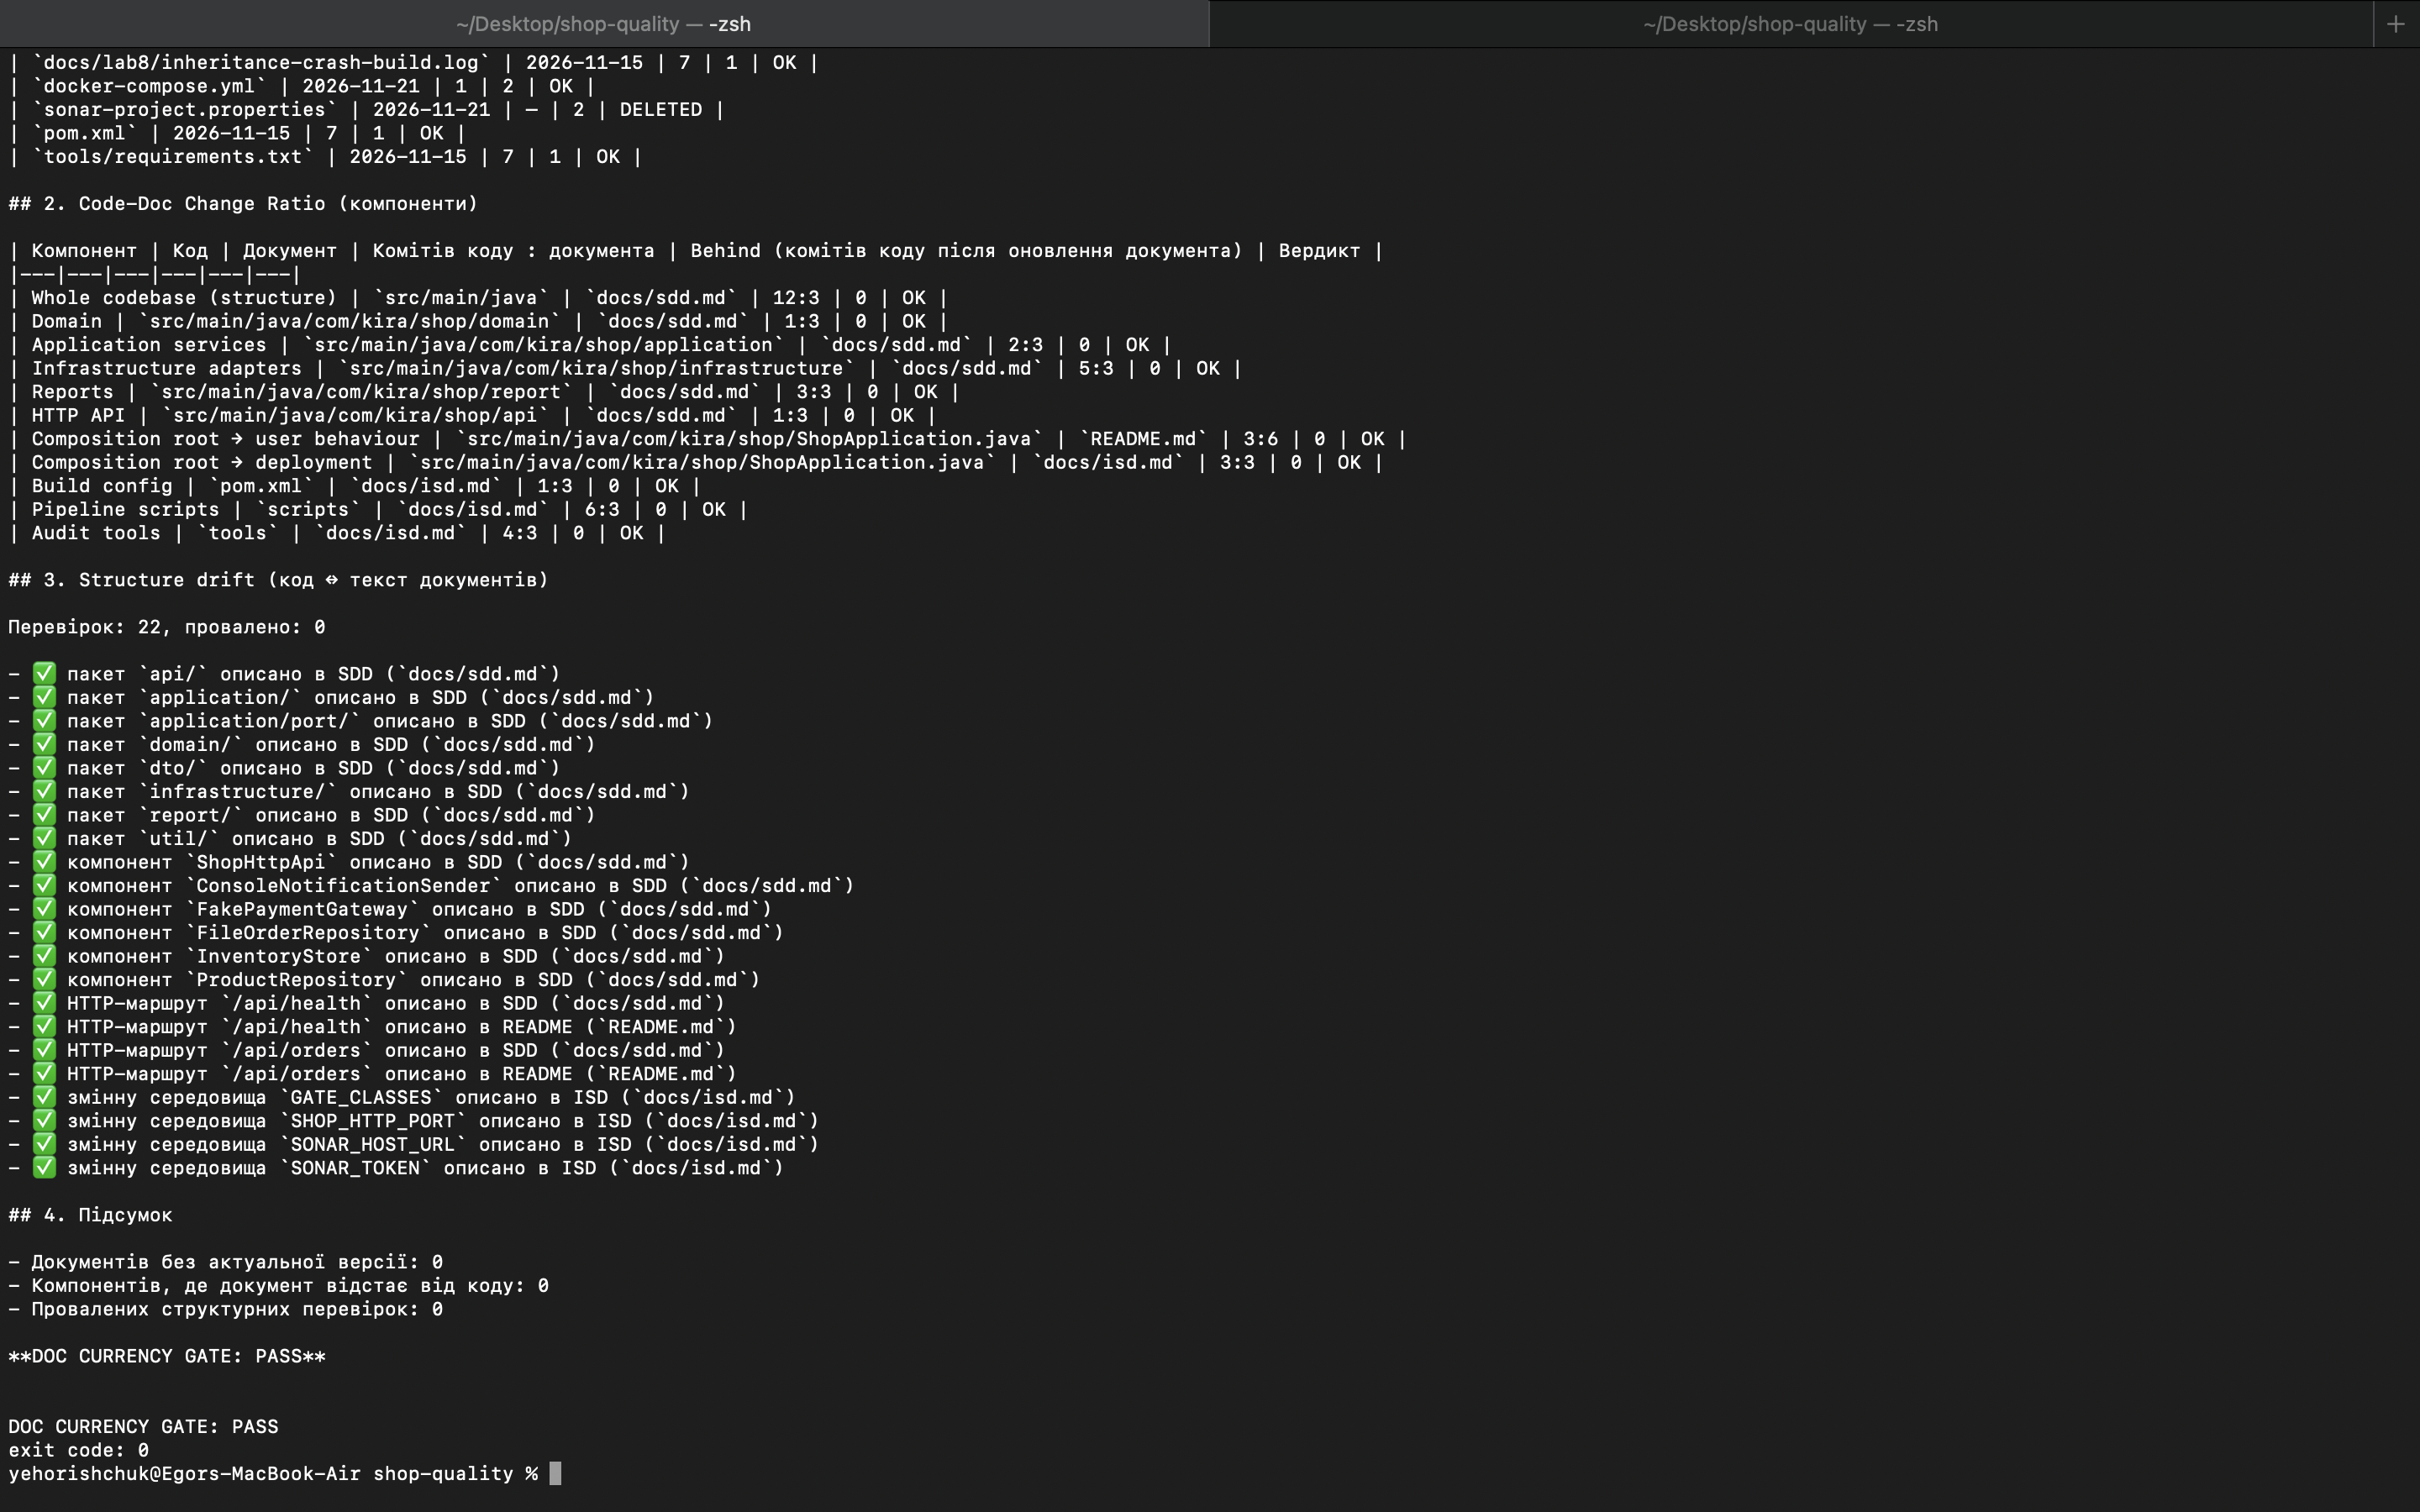 ~/Desktop/shop-quality — -zsh
~/Desktop/shop-quality — -zsh
+
| `docs/lab8/inheritance-crash-build.log` | 2026-11-15 | 7 | 1 | OK |
| `docker-compose.yml` | 2026-11-21 | 1 | 2 | OK |
| `sonar-project.properties` | 2026-11-21 | — | 2 | DELETED |
| `pom.xml` | 2026-11-15 | 7 | 1 | OK |
| `tools/requirements.txt` | 2026-11-15 | 7 | 1 | OK |
## 2. Code-Doc Change Ratio (компоненти)
| Компонент | Код | Документ | Комітів коду : документа | Behind (комітів коду після оновлення документа) | Вердикт |
|---|---|---|---|---|---|
| Whole codebase (structure) | `src/main/java` | `docs/sdd.md` | 12:3 | 0 | OK |
| Domain | `src/main/java/com/kira/shop/domain` | `docs/sdd.md` | 1:3 | 0 | OK |
| Application services | `src/main/java/com/kira/shop/application` | `docs/sdd.md` | 2:3 | 0 | OK |
| Infrastructure adapters | `src/main/java/com/kira/shop/infrastructure` | `docs/sdd.md` | 5:3 | 0 | OK |
| Reports | `src/main/java/com/kira/shop/report` | `docs/sdd.md` | 3:3 | 0 | OK |
| HTTP API | `src/main/java/com/kira/shop/api` | `docs/sdd.md` | 1:3 | 0 | OK |
| Composition root → user behaviour | `src/main/java/com/kira/shop/ShopApplication.java` | `README.md` | 3:6 | 0 | OK |
| Composition root → deployment | `src/main/java/com/kira/shop/ShopApplication.java` | `docs/isd.md` | 3:3 | 0 | OK |
| Build config | `pom.xml` | `docs/isd.md` | 1:3 | 0 | OK |
| Pipeline scripts | `scripts` | `docs/isd.md` | 6:3 | 0 | OK |
| Audit tools | `tools` | `docs/isd.md` | 4:3 | 0 | OK |
## 3. Structure drift (код ↔ текст документів)
Перевірок: 22, провалено: 0
- ✅ пакет `api/` описано в SDD (`docs/sdd.md`)
- ✅ пакет `application/` описано в SDD (`docs/sdd.md`)
- ✅ пакет `application/port/` описано в SDD (`docs/sdd.md`)
- ✅ пакет `domain/` описано в SDD (`docs/sdd.md`)
- ✅ пакет `dto/` описано в SDD (`docs/sdd.md`)
- ✅ пакет `infrastructure/` описано в SDD (`docs/sdd.md`)
- ✅ пакет `report/` описано в SDD (`docs/sdd.md`)
- ✅ пакет `util/` описано в SDD (`docs/sdd.md`)
- ✅ компонент `ShopHttpApi` описано в SDD (`docs/sdd.md`)
- ✅ компонент `ConsoleNotificationSender` описано в SDD (`docs/sdd.md`)
- ✅ компонент `FakePaymentGateway` описано в SDD (`docs/sdd.md`)
- ✅ компонент `FileOrderRepository` описано в SDD (`docs/sdd.md`)
- ✅ компонент `InventoryStore` описано в SDD (`docs/sdd.md`)
- ✅ компонент `ProductRepository` описано в SDD (`docs/sdd.md`)
- ✅ HTTP-маршрут `/api/health` описано в SDD (`docs/sdd.md`)
- ✅ HTTP-маршрут `/api/health` описано в README (`README.md`)
- ✅ HTTP-маршрут `/api/orders` описано в SDD (`docs/sdd.md`)
- ✅ HTTP-маршрут `/api/orders` описано в README (`README.md`)
- ✅ змінну середовища `GATE_CLASSES` описано в ISD (`docs/isd.md`)
- ✅ змінну середовища `SHOP_HTTP_PORT` описано в ISD (`docs/isd.md`)
- ✅ змінну середовища `SONAR_HOST_URL` описано в ISD (`docs/isd.md`)
- ✅ змінну середовища `SONAR_TOKEN` описано в ISD (`docs/isd.md`)
## 4. Підсумок
- Документів без актуальної версії: 0
- Компонентів, де документ відстає від коду: 0
- Провалених структурних перевірок: 0
**DOC CURRENCY GATE: PASS**
DOC CURRENCY GATE: PASS
exit code: 0
yehorishchuk@Egors-MacBook-Air shop-quality %